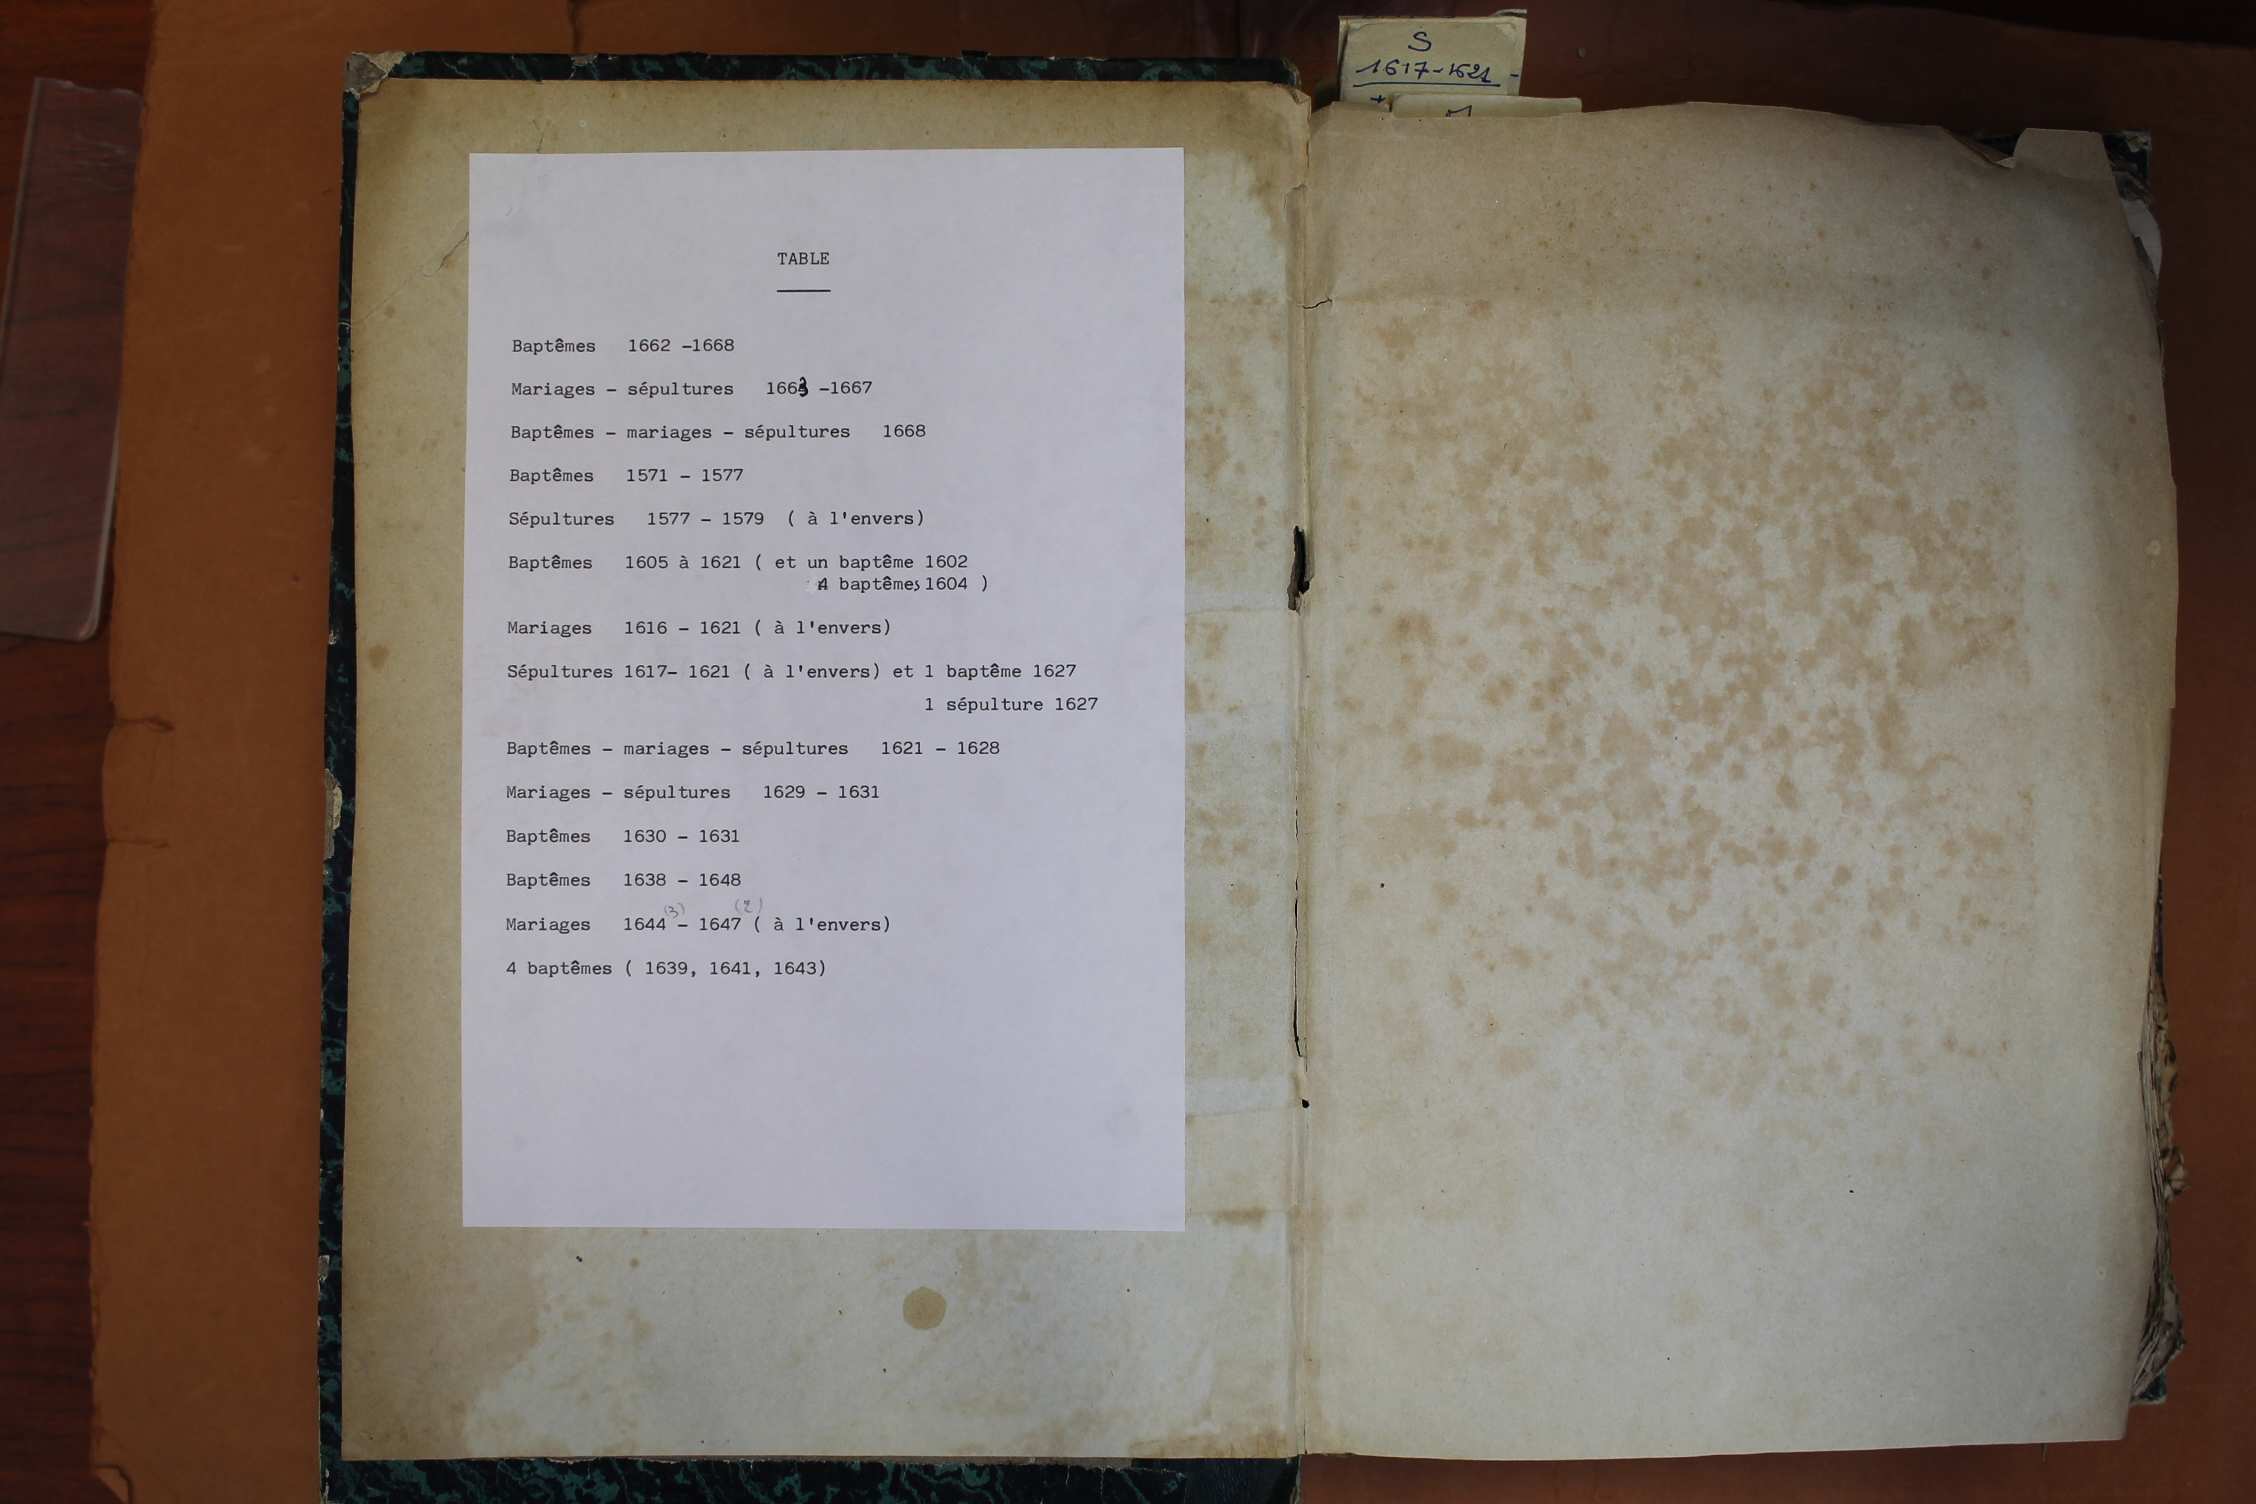 S
1617-1621-
TABLE
Baptêmes 1662 -1668
Mariages - sépultures 1663 -1667
Baptêmes - mariages - sépultures 1668
Baptêmes 1571 - 1577
Sépultures 1577 - 1579 ( à l'envers)
Baptêmes 1605 à 1621 ( et un baptême 1602
4 baptêmes 1604 )
Mariages 1616 - 1621 ( à l'envers)
Sépultures 1617- 1621 ( à l'envers) et 1 baptême 1627
1 sépulture 1627
Baptêmes - mariages - sépultures 1621 - 1628
Mariages - sépultures 1629 - 1631
Baptêmes 1630 - 1631
Baptêmes 1638 - 1648
(3) (2)
Mariages 1644 - 1647 ( à l'envers)
4 baptêmes ( 1639, 1641, 1643)